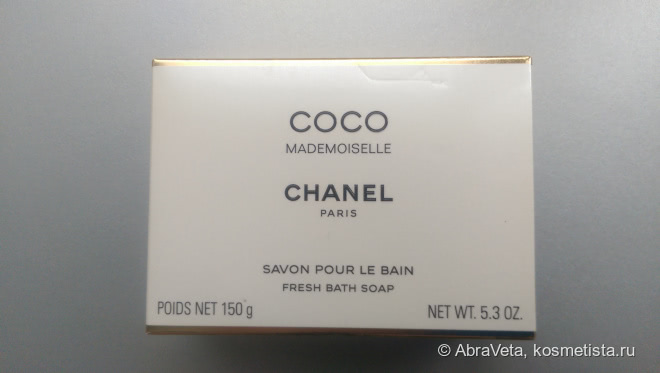 COCO
MADEMOISELLE
CHANEL
PARIS
SAVON POUR LE BAIN
FRESH BATH SOAP
POIDS NET 150 g NET WT. 5.3 OZ.
© AbraVeta, kosmetista.ru